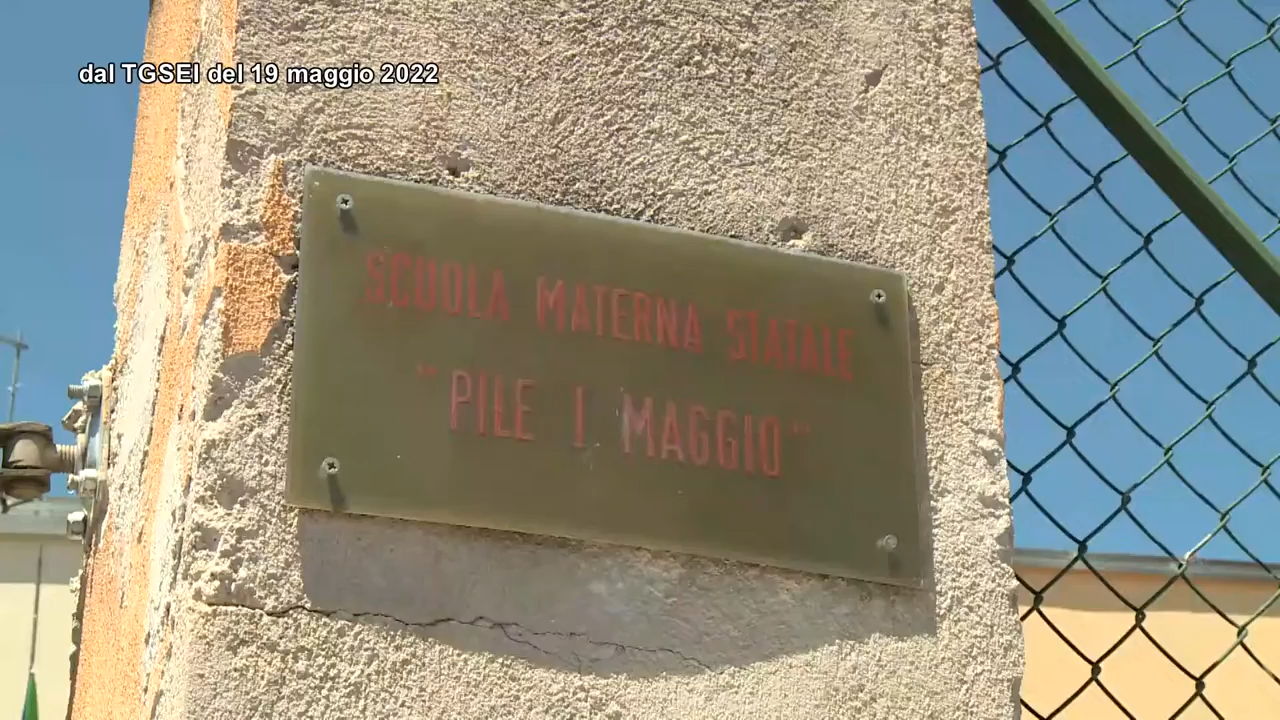 dal TGSEI del 19 maggio 2022
SCUOLA MATERNA STATALE
"PILE I MAGGIO"